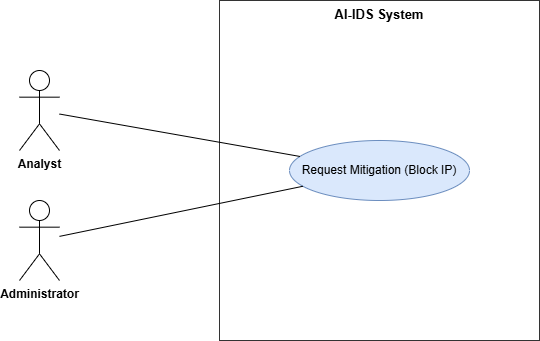 AI-IDS System
Analyst
Request Mitigation (Block IP)
Administrator